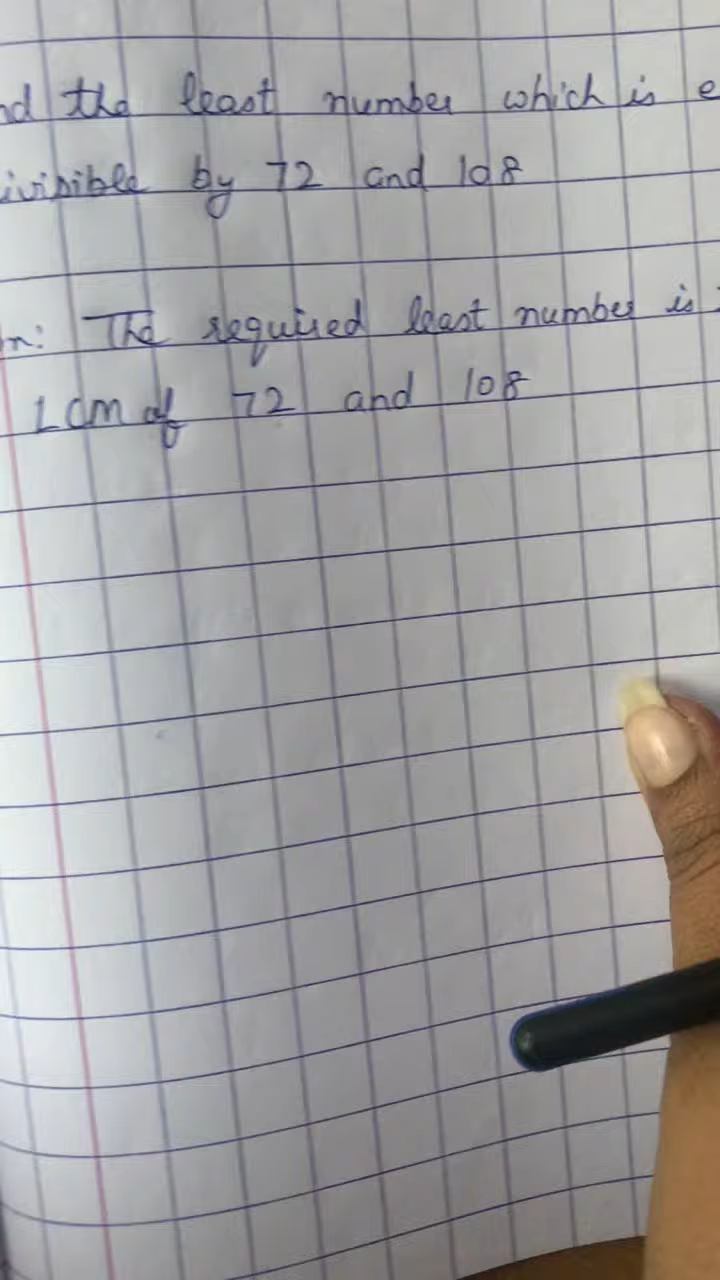 the least number which is
by 72 and 108
The required least number is
LCM of 72 and 108